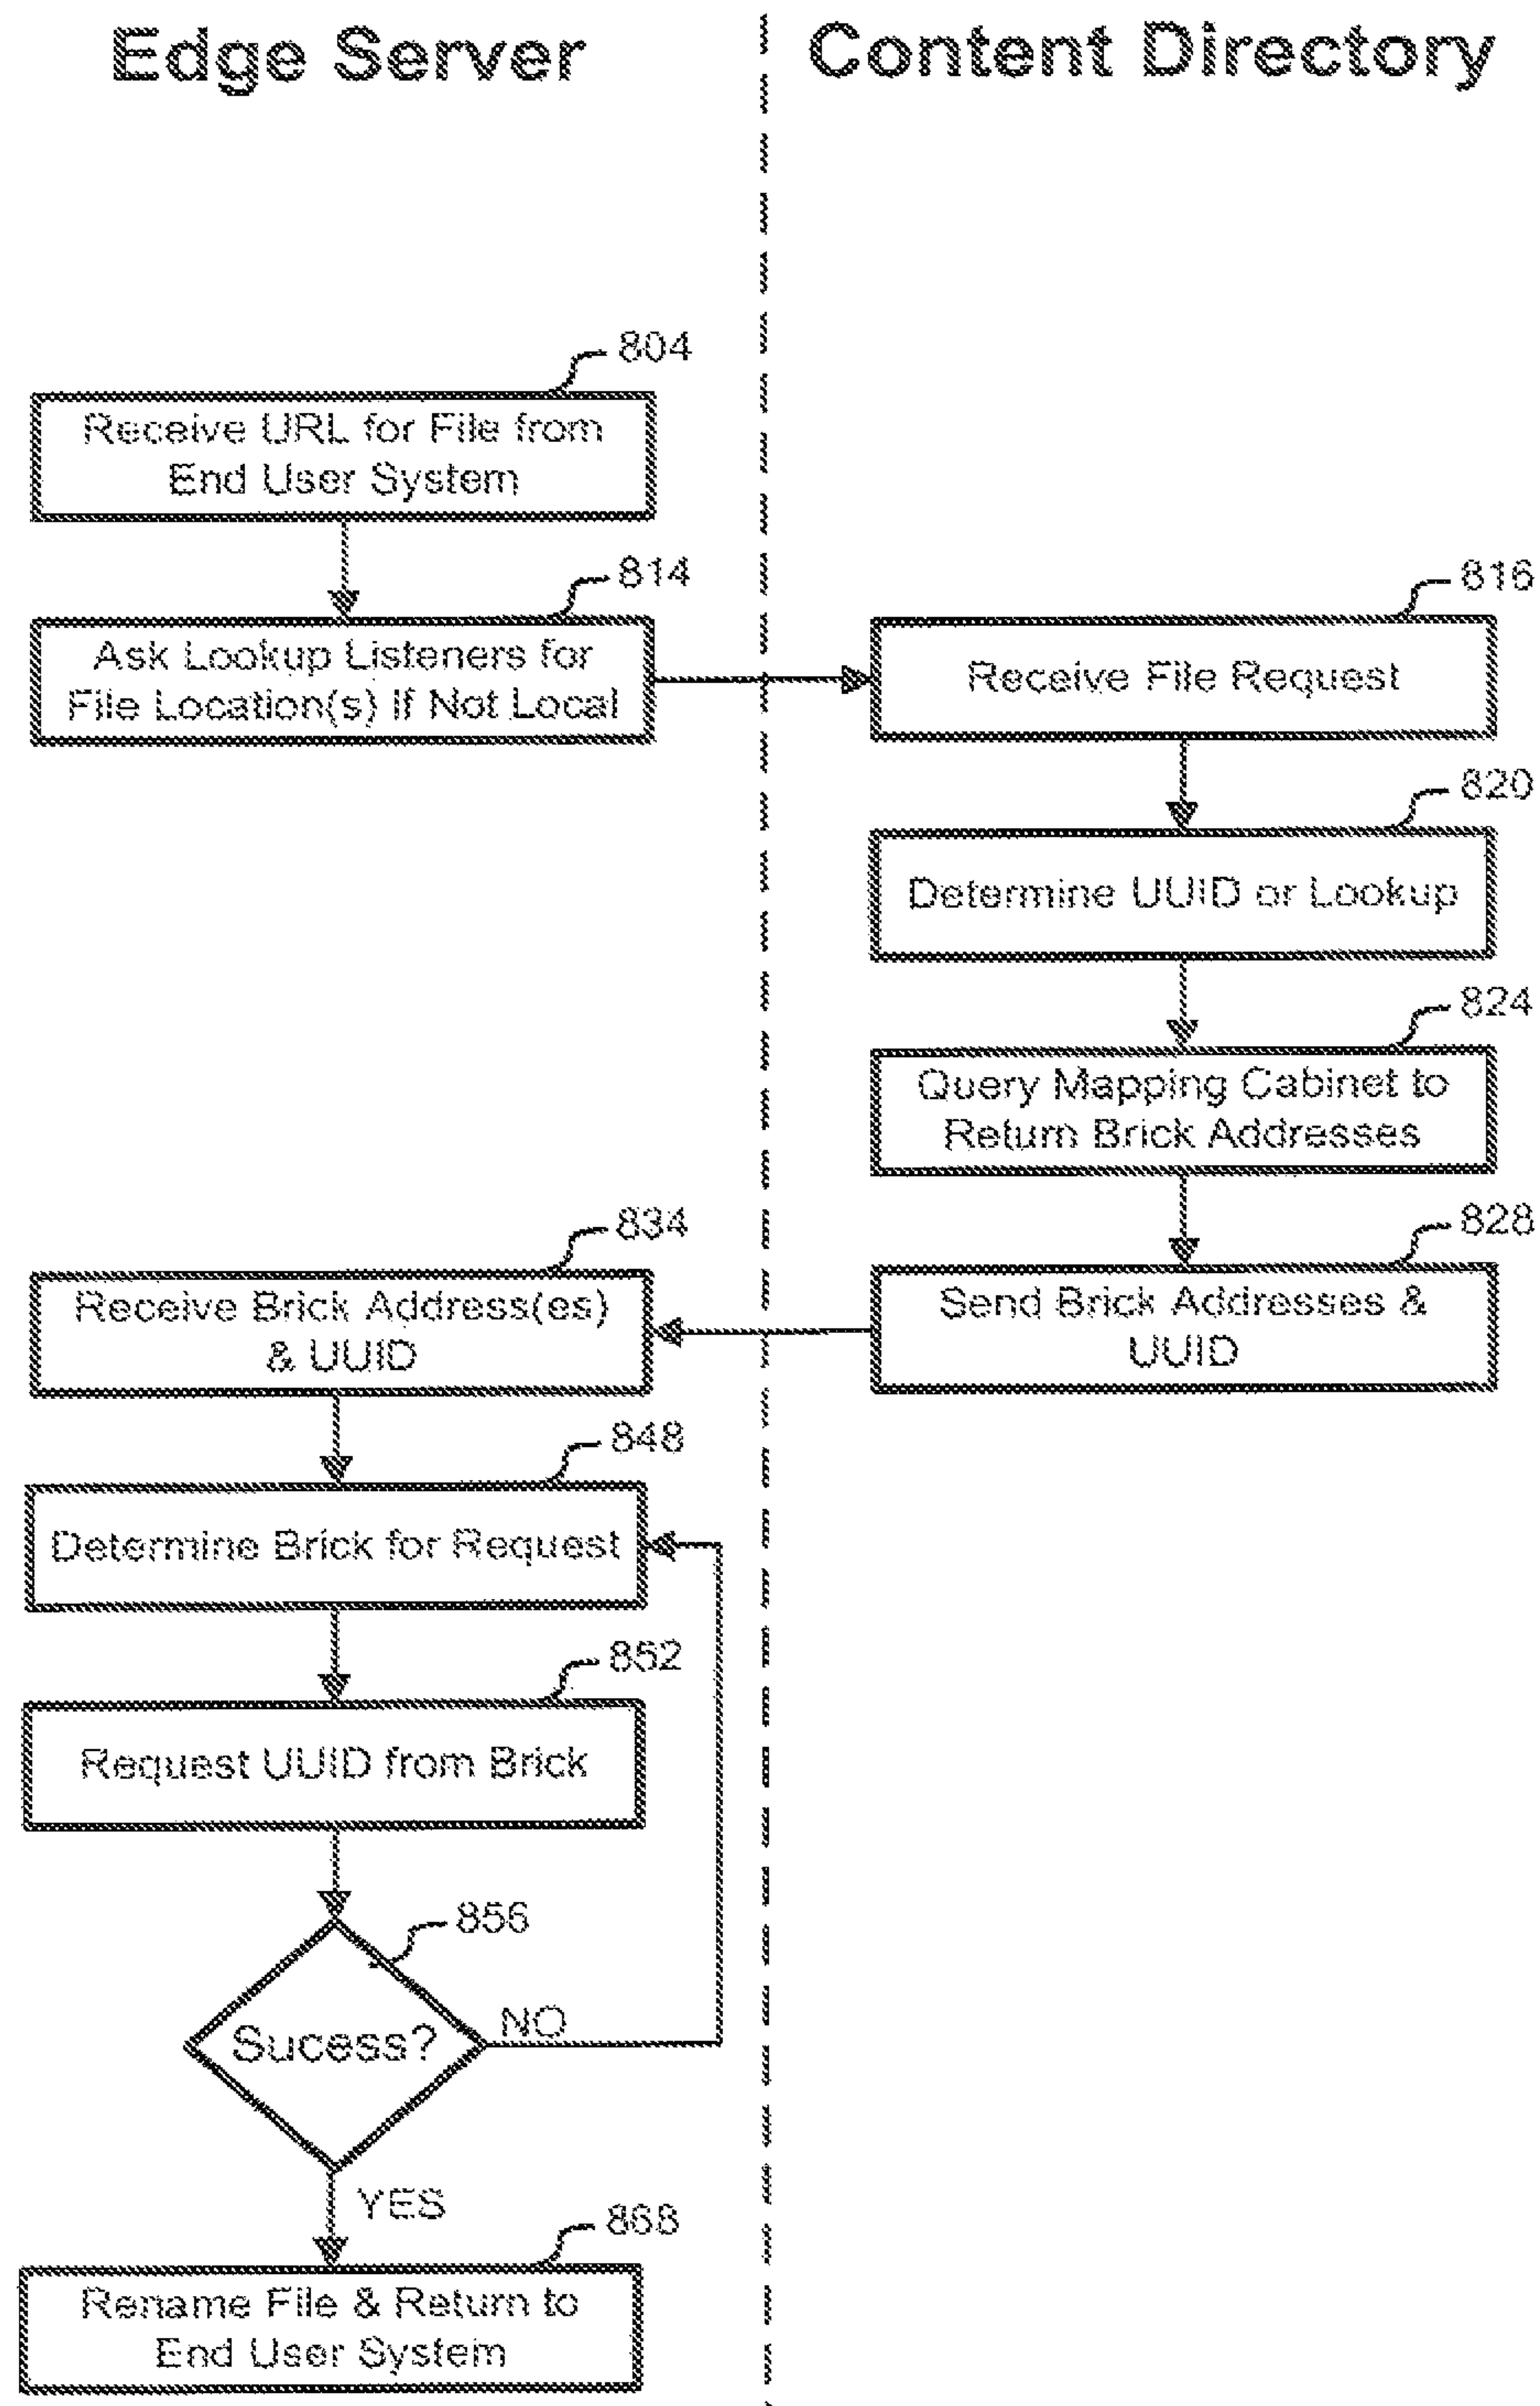 Edge Server
Content Directory
804
Receive URL for File from
End User System
814
Ask Lookup Listeners for
File Location(s) If Not Local
816
Receive File Request
820
Determine UUID or Lookup
824
Query Mapping Cabinet to
Return Brick Addresses
828
Send Brick Addresses &
UUID
834
Receive Brick Address(es)
& UUID
848
Determine Brick for Request
852
Request UUID from Brick
856
Sucess?
NO
YES
868
Rename File & Return to
End User System